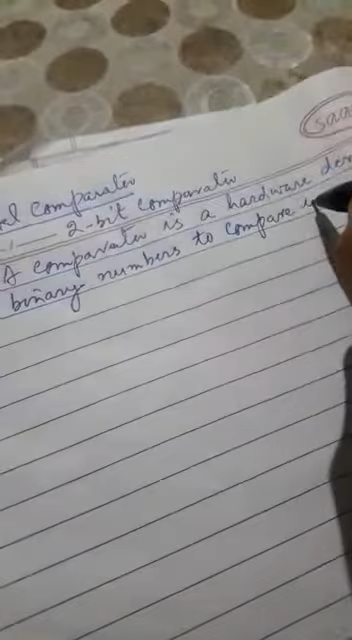 comparator
2-bit comparator
A comparator is a hardware
binary numbers to compare